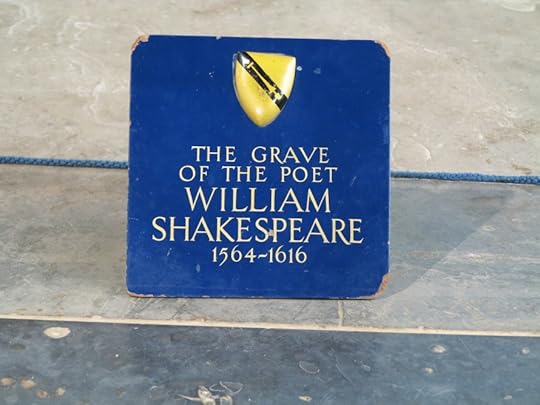 THE GRAVE
OF THE POET
WILLIAM
SHAKESPEARE
1564~1616